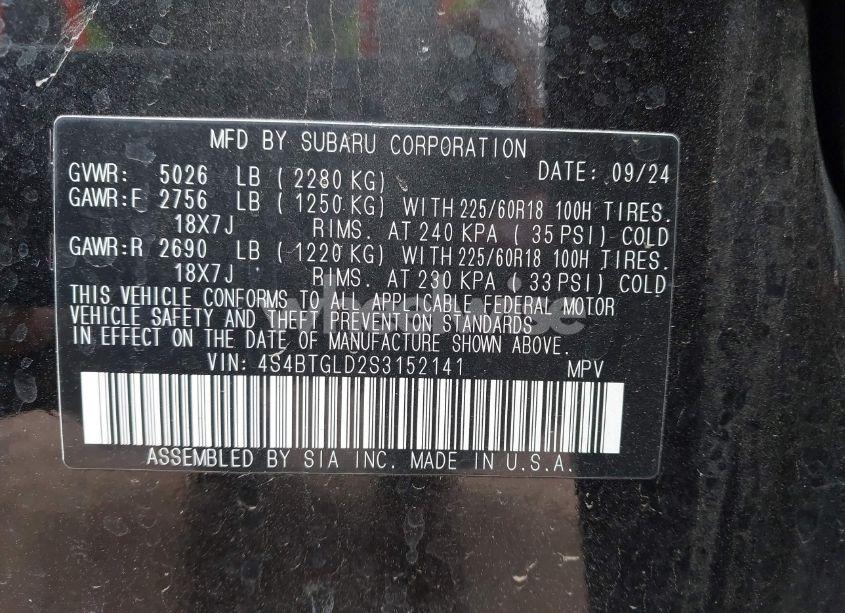 MFD BY SUBARU CORPORATION
DATE: 09/24
GVWR: 5026 LB ( 2280 KG)
GAWR:F 2756 LB ( 1250 KG) WITH 225/60R18 100H TIRES.
18X7J RIMS. AT 240 KPA ( 35 PSI) COLD
GAWR:R 2690 LB ( 1220 KG) WITH 225/60R18 100H TIRES.
18X7J RIMS. AT 230 KPA ( 33 PSI) COLD
THIS VEHICLE CONFORMS TO ALL APPLICABLE FEDERAL MOTOR
VEHICLE SAFETY AND THEFT PREVENTION STANDARDS
IN EFFECT ON THE DATE OF MANUFACTURE SHOWN ABOVE.
VIN: 4S4BTGLD2S3152141 MPV
ASSEMBLED BY SIA INC. MADE IN U.S.A.